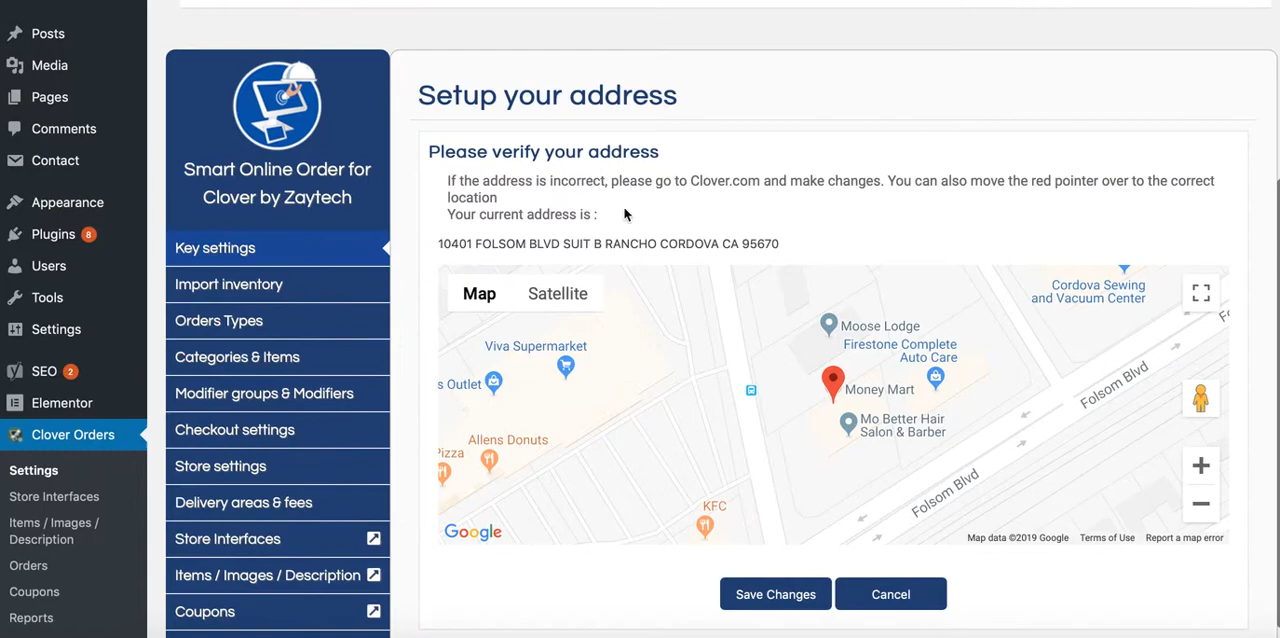 Posts
Media
Pages
Comments
Contact
Appearance
Plugins 8
Users
Tools
Settings
SEO 2
Elementor
Clover Orders
Settings
Store Interfaces
Items / Images /
Description
Orders
Coupons
Reports
Smart Online Order for
Clover by Zaytech
Key settings
Import inventory
Orders Types
Categories & Items
Modifier groups & Modifiers
Checkout settings
Store settings
Delivery areas & fees
Store Interfaces
Items / Images / Description
Coupons
Setup your address
Please verify your address
If the address is incorrect, please go to Clover.com and make changes. You can also move the red pointer over to the correct
location
Your current address is :
10401 FOLSOM BLVD SUIT B RANCHO CORDOVA CA 95670
Map Satellite
Cordova Sewing
and Vacuum Center
Moose Lodge
Viva Supermarket
Firestone Complete
Auto Care
s Outlet
Money Mart
Folsom Blvd
Mo Better Hair
Salon & Barber
Allens Donuts
Pizza
Folsom Blvd
KFC
Google
Map data ©2019 Google Terms of Use Report a map error
Save Changes Cancel